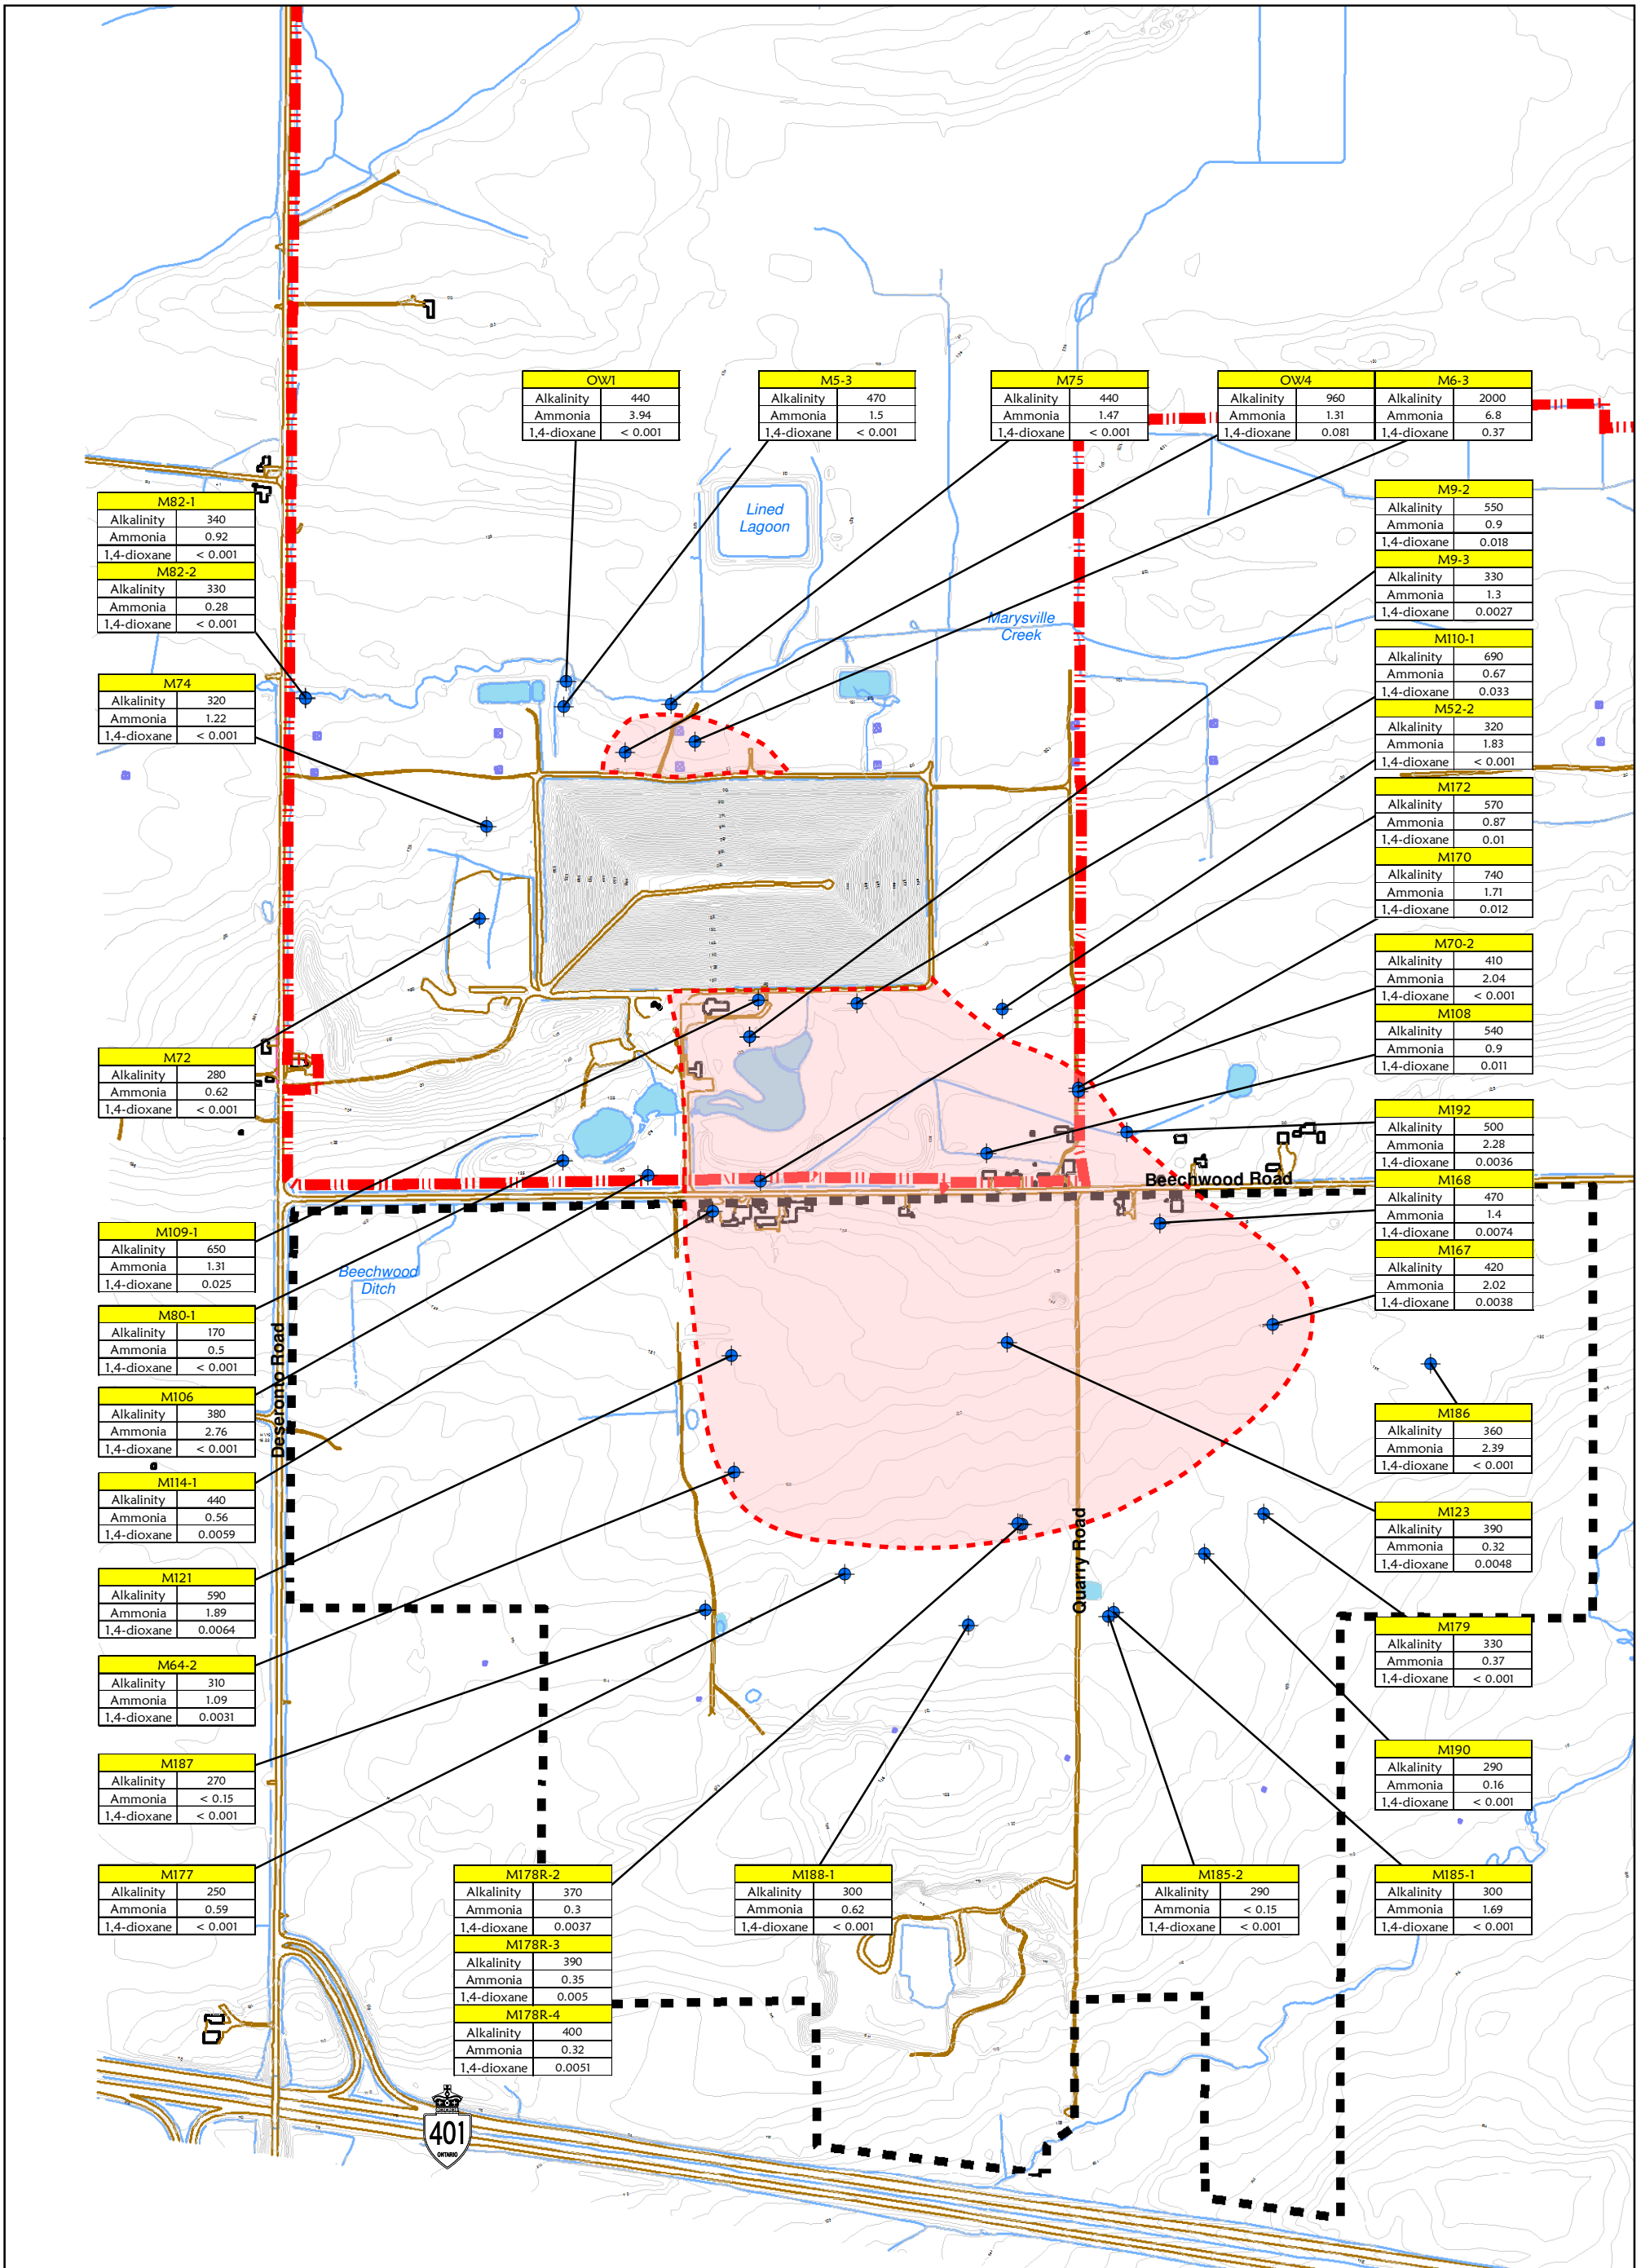 OW1
Alkalinity 440
Ammonia 3.94
1,4-dioxane < 0.001
M5-3
Alkalinity 470
Ammonia 1.5
1,4-dioxane < 0.001
M75
Alkalinity 440
Ammonia 1.47
1,4-dioxane < 0.001
OW4
Alkalinity 960
Ammonia 1.31
1,4-dioxane 0.081
M6-3
Alkalinity 2000
Ammonia 6.8
1,4-dioxane 0.37
M82-1
Alkalinity 340
Ammonia 0.92
1,4-dioxane < 0.001
M82-2
Alkalinity 330
Ammonia 0.28
1,4-dioxane < 0.001
M74
Alkalinity 320
Ammonia 1.22
1,4-dioxane < 0.001
M72
Alkalinity 280
Ammonia 0.62
1,4-dioxane < 0.001
M109-1
Alkalinity 650
Ammonia 1.31
1,4-dioxane 0.025
M80-1
Alkalinity 170
Ammonia 0.5
1,4-dioxane < 0.001
M106
Alkalinity 380
Ammonia 2.76
1,4-dioxane < 0.001
M114-1
Alkalinity 440
Ammonia 0.56
1,4-dioxane 0.0059
M121
Alkalinity 590
Ammonia 1.89
1,4-dioxane 0.0064
M64-2
Alkalinity 310
Ammonia 1.09
1,4-dioxane 0.0031
M187
Alkalinity 270
Ammonia < 0.15
1,4-dioxane < 0.001
M177
Alkalinity 250
Ammonia 0.59
1,4-dioxane < 0.001
Lined
Lagoon
Marysville
Creek
Beechwood Road
Beechwood
Ditch
Deseronto Road
Quarry Road
M9-2
Alkalinity 550
Ammonia 0.9
1,4-dioxane 0.018
M9-3
Alkalinity 330
Ammonia 1.3
1,4-dioxane 0.0027
M110-1
Alkalinity 690
Ammonia 0.67
1,4-dioxane 0.033
M52-2
Alkalinity 320
Ammonia 1.83
1,4-dioxane < 0.001
M172
Alkalinity 570
Ammonia 0.87
1,4-dioxane 0.01
M170
Alkalinity 740
Ammonia 1.71
1,4-dioxane 0.012
M70-2
Alkalinity 410
Ammonia 2.04
1,4-dioxane < 0.001
M108
Alkalinity 540
Ammonia 0.9
1,4-dioxane 0.011
M192
Alkalinity 500
Ammonia 2.28
1,4-dioxane 0.0036
M168
Alkalinity 470
Ammonia 1.4
1,4-dioxane 0.0074
M167
Alkalinity 420
Ammonia 2.02
1,4-dioxane 0.0038
M186
Alkalinity 360
Ammonia 2.39
1,4-dioxane < 0.001
M123
Alkalinity 390
Ammonia 0.32
1,4-dioxane 0.0048
M179
Alkalinity 330
Ammonia 0.37
1,4-dioxane < 0.001
M190
Alkalinity 290
Ammonia 0.16
1,4-dioxane < 0.001
M178R-2
Alkalinity 370
Ammonia 0.3
1,4-dioxane 0.0037
M178R-3
Alkalinity 390
Ammonia 0.35
1,4-dioxane 0.005
M178R-4
Alkalinity 400
Ammonia 0.32
1,4-dioxane 0.0051
M188-1
Alkalinity 300
Ammonia 0.62
1,4-dioxane < 0.001
M185-2
Alkalinity 290
Ammonia < 0.15
1,4-dioxane < 0.001
M185-1
Alkalinity 300
Ammonia 1.69
1,4-dioxane < 0.001
401
ONTARIO